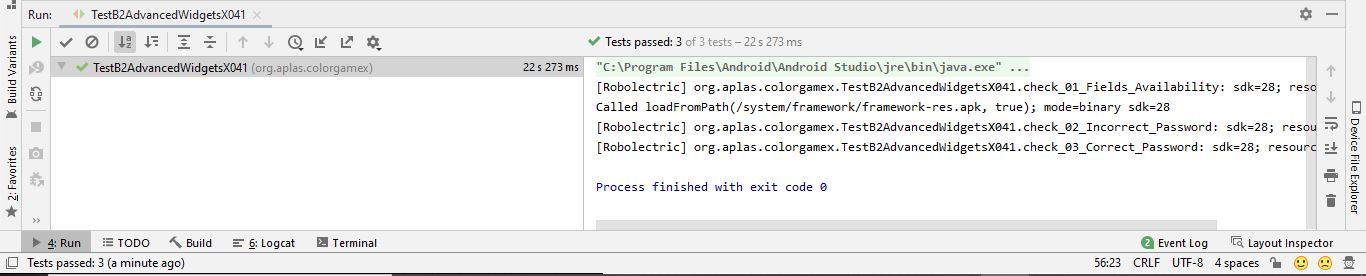 Run: TestB2AdvancedWidgetsX041
Tests passed: 3 of 3 tests – 22 s 273 ms
TestB2AdvancedWidgetsX041 (org.aplas.colorgamex) 22 s 273 ms
"C:\Program Files\Android\Android Studio\jre\bin\java.exe" ...
[Robolectric] org.aplas.colorgamex.TestB2AdvancedWidgetsX041.check_01_Fields_Availability: sdk=28; reso
Called loadFromPath(/system/framework/framework-res.apk, true); mode=binary sdk=28
[Robolectric] org.aplas.colorgamex.TestB2AdvancedWidgetsX041.check_02_Incorrect_Password: sdk=28; resou
[Robolectric] org.aplas.colorgamex.TestB2AdvancedWidgetsX041.check_03_Correct_Password: sdk=28; resourc
Process finished with exit code 0
Build Variants
2: Favorites
Device File Explorer
4: Run TODO Build 6: Logcat Terminal 2 Event Log Layout Inspector
Tests passed: 3 (a minute ago) 56:23 CRLF UTF-8 4 spaces